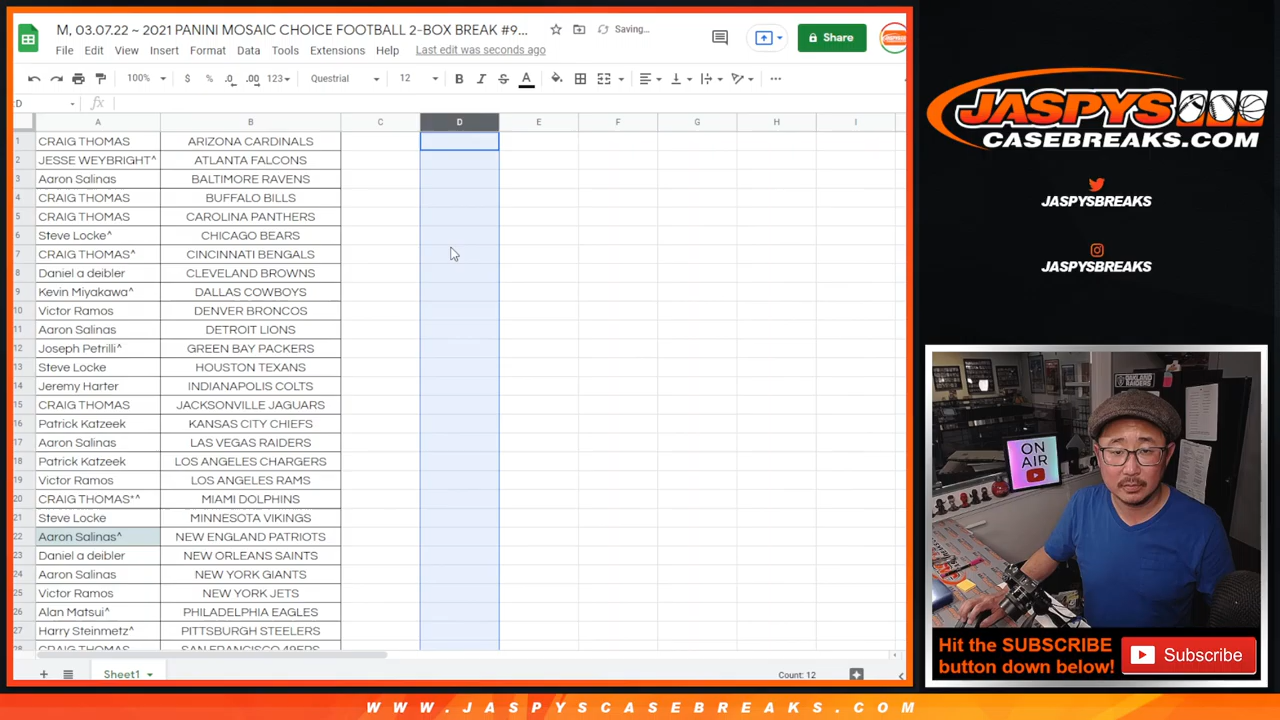 M, 03.07.22 ~ 2021 PANINI MOSAIC CHOICE FOOTBALL 2-BOX BREAK #9...
Saving...
Share
File Edit View Insert Format Data Tools Extensions Help Last edit was seconds ago
100% $ % .0 .00 123 Questrial 12 B I S A
:D fx
A B C D E F G H I
1 CRAIG THOMAS ARIZONA CARDINALS
2 JESSE WEYBRIGHT^ ATLANTA FALCONS
3 Aaron Salinas BALTIMORE RAVENS
4 CRAIG THOMAS BUFFALO BILLS
5 CRAIG THOMAS CAROLINA PANTHERS
6 Steve Locke^ CHICAGO BEARS
7 CRAIG THOMAS^ CINCINNATI BENGALS
8 Daniel a deibler CLEVELAND BROWNS
9 Kevin Miyakawa^ DALLAS COWBOYS
10 Victor Ramos DENVER BRONCOS
11 Aaron Salinas DETROIT LIONS
12 Joseph Petrilli^ GREEN BAY PACKERS
13 Steve Locke HOUSTON TEXANS
14 Jeremy Harter INDIANAPOLIS COLTS
15 CRAIG THOMAS JACKSONVILLE JAGUARS
16 Patrick Katzeek KANSAS CITY CHIEFS
17 Aaron Salinas LAS VEGAS RAIDERS
18 Patrick Katzeek LOS ANGELES CHARGERS
19 Victor Ramos LOS ANGELES RAMS
20 CRAIG THOMAS*^ MIAMI DOLPHINS
21 Steve Locke MINNESOTA VIKINGS
22 Aaron Salinas^ NEW ENGLAND PATRIOTS
23 Daniel a deibler NEW ORLEANS SAINTS
24 Aaron Salinas NEW YORK GIANTS
25 Victor Ramos NEW YORK JETS
26 Alan Matsui^ PHILADELPHIA EAGLES
27 Harry Steinmetz^ PITTSBURGH STEELERS
28 CRAIG THOMAS SAN FRANCISCO 49ERS
Sheet1
Count: 12
JASPYS
CASEBREAKS.COM
JASPYSBREAKS
JASPYSBREAKS
OAKLAND
RAIDERS
ON
AIR
Hit the SUBSCRIBE
button down below!
Subscribe
WWW.JASPYSCASEBREAKS.COM